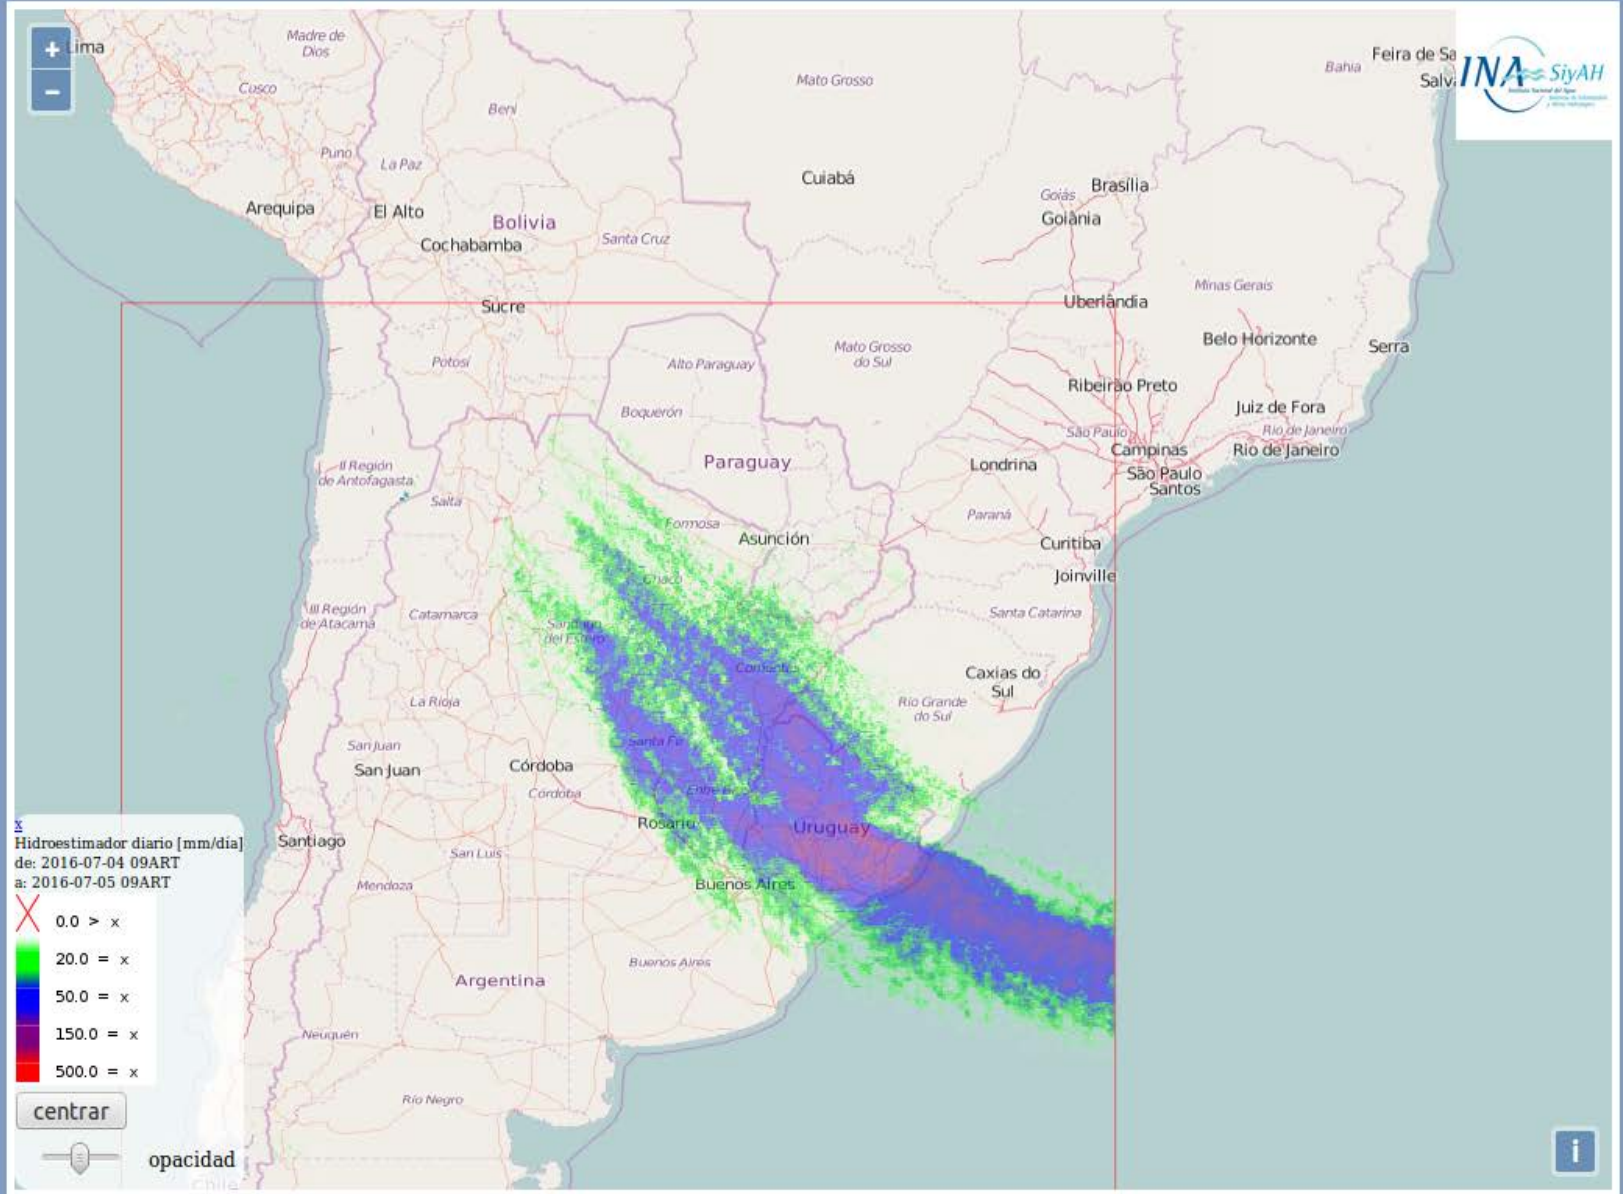 +
−
Lima
Madre de
Dios
Cusco
Puno
La Paz
Beni
Mato Grosso
Bahia
Feira de Sa
Salva
INA SiyAH
Instituto Nacional del Agua
Cuiabá
Goiás
Brasília
Goiânia
Arequipa
El Alto
Bolivia
Cochabamba
Santa Cruz
Sucre
Uberlândia
Minas Gerais
Belo Horizonte
Serra
Potosí
Alto Paraguay
Mato Grosso
do Sul
Ribeirão Preto
Boquerón
Juiz de Fora
São Paulo
Rio de Janeiro
Campinas
Rio de Janeiro
Paraguay
Londrina
São Paulo
Santos
II Región
de Antofagasta
Salta
Formosa
Paraná
Asunción
Curitiba
Chaco
Joinville
III Región
de Atacama
Catamarca
Santiago
del Estero
Santa Catarina
Corrientes
Caxias do
Sul
La Rioja
Rio Grande
do Sul
Santa Fe
San Juan
San Juan
Córdoba
Córdoba
Entre Ríos
Rosario
Uruguay
Santiago
San Luis
Mendoza
Buenos Aires
Buenos Aires
Argentina
Neuquén
Río Negro
Chile
x
Hidroestimador diario [mm/día]
de: 2016-07-04 09ART
a: 2016-07-05 09ART
0.0 > x
20.0 = x
50.0 = x
150.0 = x
500.0 = x
centrar
opacidad
i